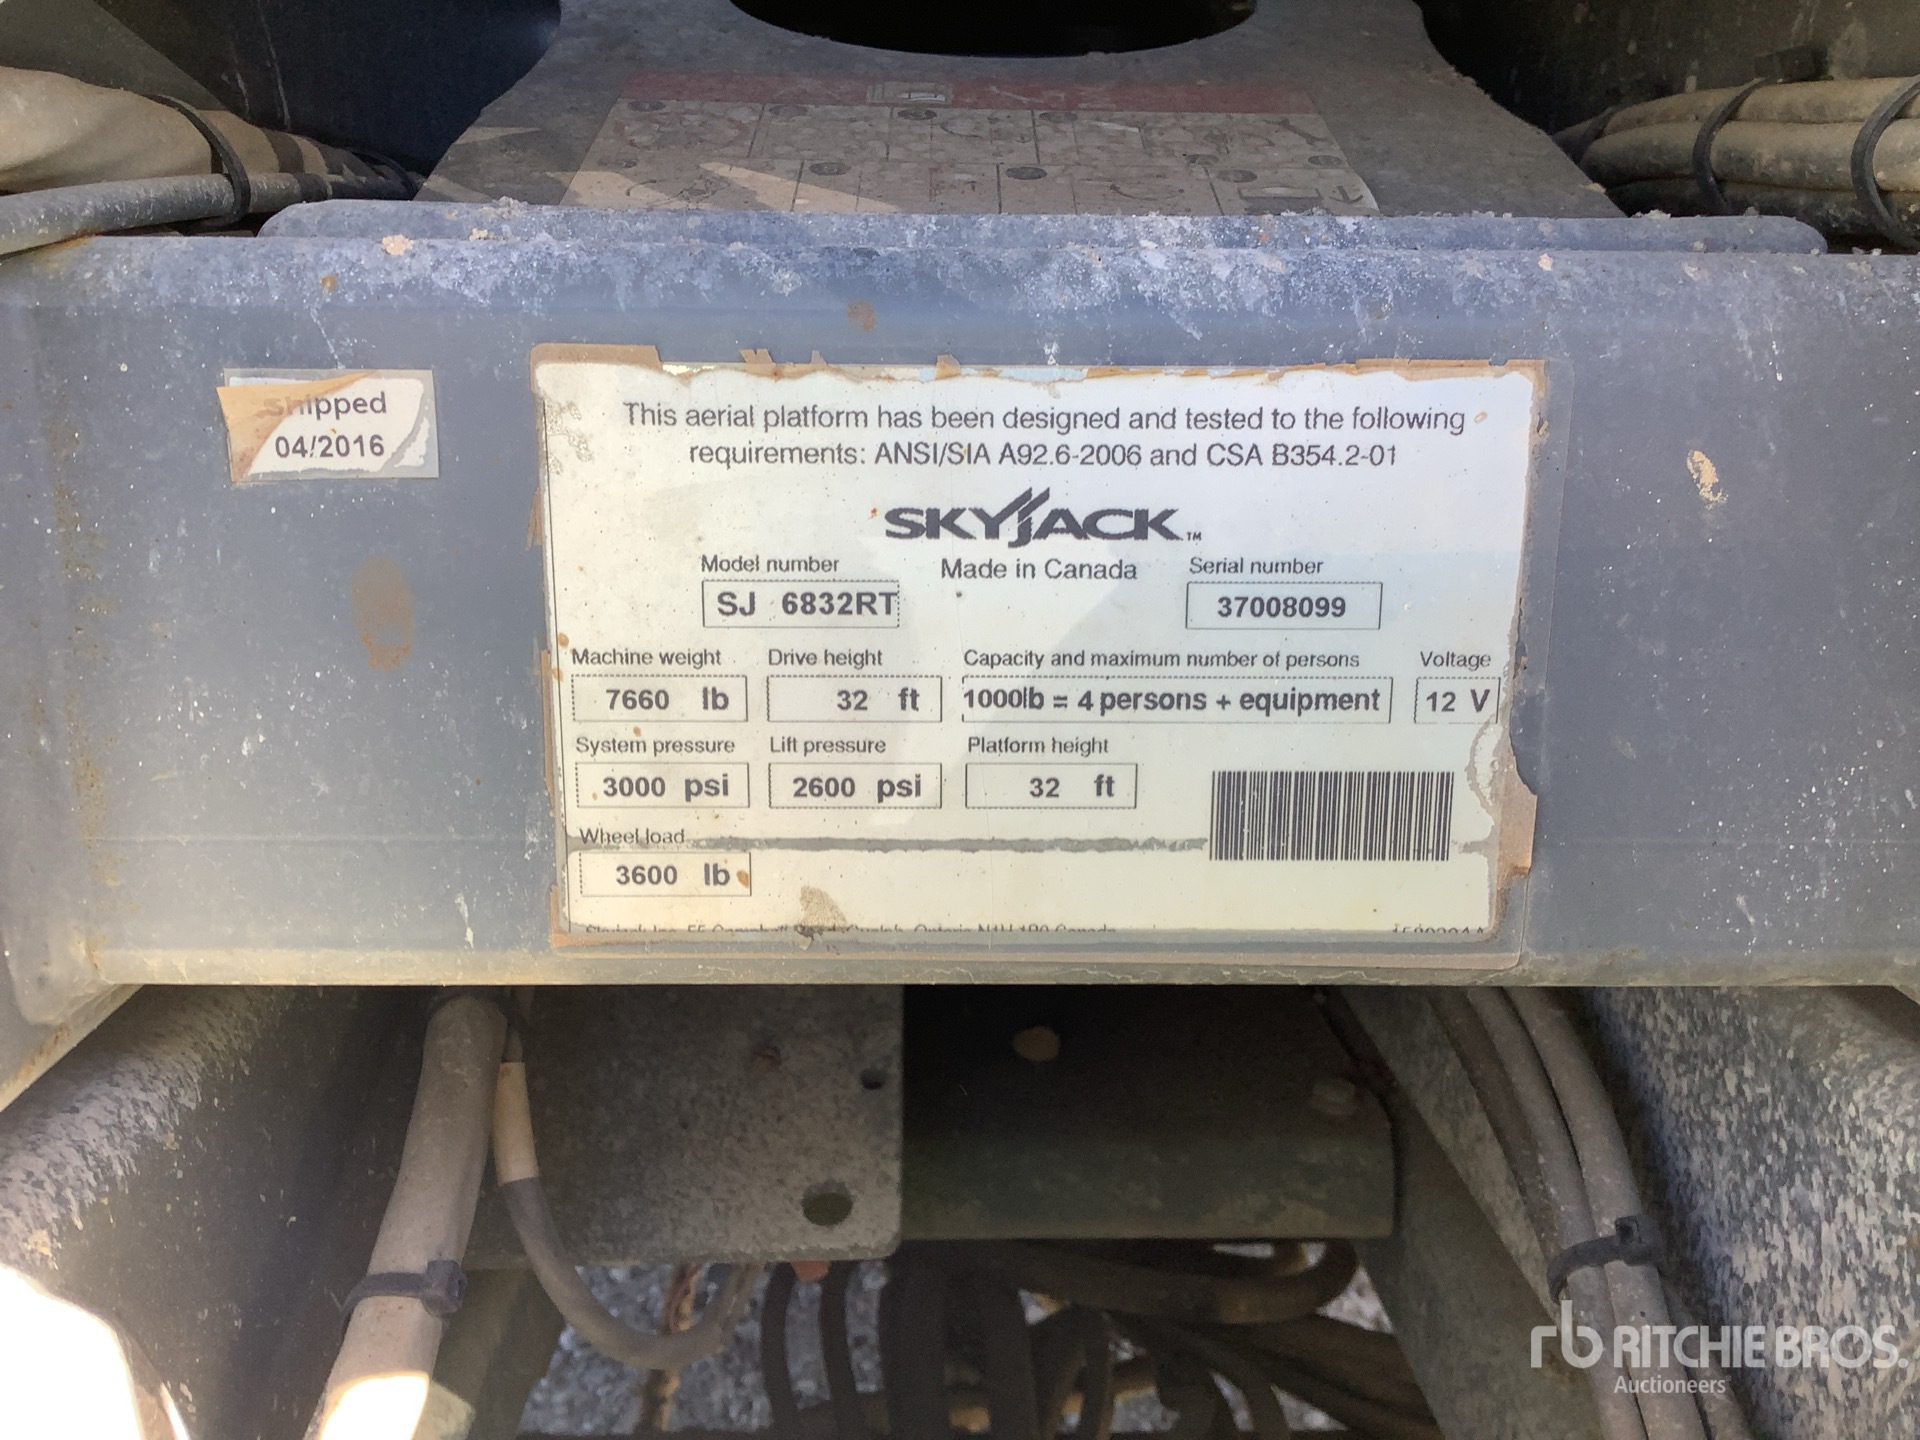 Shipped
04/2016
This aerial platform has been designed and tested to the following
requirements: ANSI/SIA A92.6-2006 and CSA B354.2-01
SKYJACK™
Model number
Made in Canada
Serial number
SJ 6832RT
37008099
Machine weight
Drive height
Capacity and maximum number of persons
Voltage
7660 lb
32 ft
1000lb = 4 persons + equipment
12 V
System pressure
Lift pressure
Platform height
3000 psi
2600 psi
32 ft
Wheel load
3600 lb
rb RITCHIE BROS.
Auctioneers